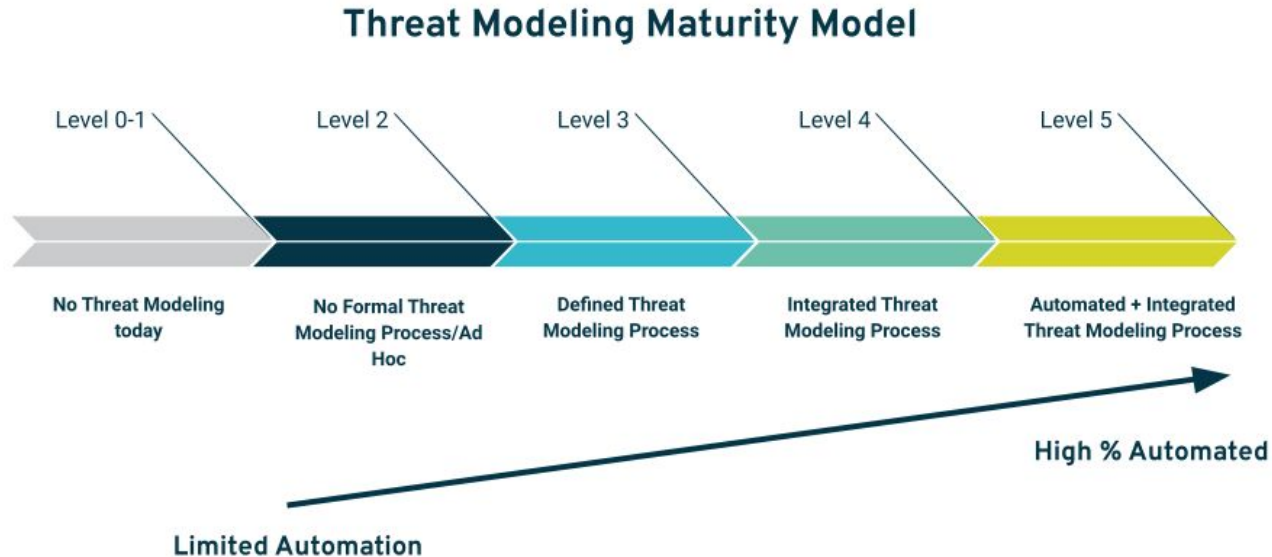 Threat Modeling Maturity Model
Level 0-1
Level 2
Level 3
Level 4
Level 5
No Threat Modeling
today
No Formal Threat
Modeling Process/Ad
Hoc
Defined Threat
Modeling Process
Integrated Threat
Modeling Process
Automated + Integrated
Threat Modeling Process
High % Automated
Limited Automation